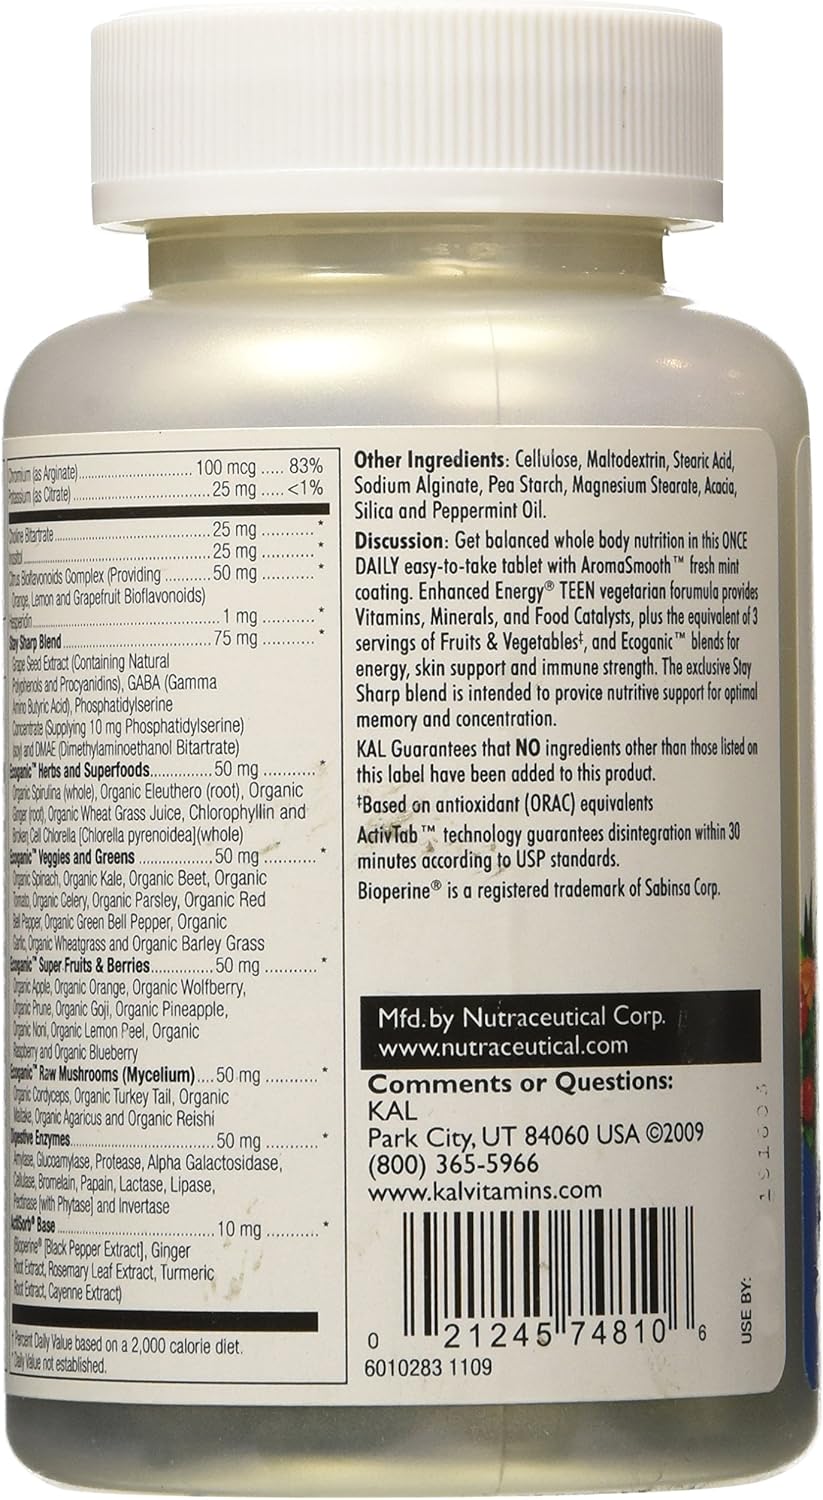 Chromium (as Arginate) ............................ 100 mcg ..... 83%
Potassium (as Citrate) .................................. 25 mg ..... <1%
Choline Bitartrate ....................................... 25 mg .......... *
Inositol ...................................................... 25 mg .......... *
Citrus Bioflavonoids Complex (Providing .......... 50 mg .......... *
Orange, Lemon and Grapefruit Bioflavonoids)
Hesperidin ................................................. 1 mg .......... *
Stay Sharp Blend ...................................... 75 mg .......... *
Grape Seed Extract (Containing Natural
Polyphenols and Procyanidins), GABA (Gamma
Amino Butyric Acid), Phosphatidylserine
Concentrate (Supplying 10 mg Phosphatidylserine)
(soy) and DMAE (Dimethylaminoethanol Bitartrate)
Ecoganic™ Herbs and Superfoods............... 50 mg ........... *
Organic Spirulina (whole), Organic Eleuthero (root), Organic
Ginger (root), Organic Wheat Grass Juice, Chlorophyllin and
Broken Cell Chlorella [Chlorella pyrenoidea](whole)
Ecoganic™ Veggies and Greens .................. 50 mg ........... *
Organic Spinach, Organic Kale, Organic Beet, Organic
Tomato, Organic Celery, Organic Parsley, Organic Red
Bell Pepper, Organic Green Bell Pepper, Organic
Garlic, Organic Wheatgrass and Organic Barley Grass
Ecoganic™ Super Fruits & Berries............... 50 mg ........... *
Organic Apple, Organic Orange, Organic Wolfberry,
Organic Prune, Organic Goji, Organic Pineapple,
Organic Noni, Organic Lemon Peel, Organic
Raspberry and Organic Blueberry
Ecoganic™ Raw Mushrooms (Mycelium) .... 50 mg ........... *
Organic Cordyceps, Organic Turkey Tail, Organic
Maitake, Organic Agaricus and Organic Reishi
Digestive Enzymes.................................... 50 mg ........... *
Amylase, Glucoamylase, Protease, Alpha Galactosidase,
Cellulase, Bromelain, Papain, Lactase, Lipase,
Pectinase [with Phytase] and Invertase
ActiSorb® Base ........................................ 10 mg ........... *
(Bioperine® [Black Pepper Extract], Ginger
Root Extract, Rosemary Leaf Extract, Turmeric
Root Extract, Cayenne Extract)
† Percent Daily Value based on a 2,000 calorie diet.
* Daily Value not established.
Other Ingredients: Cellulose, Maltodextrin, Stearic Acid,
Sodium Alginate, Pea Starch, Magnesium Stearate, Acacia,
Silica and Peppermint Oil.
Discussion: Get balanced whole body nutrition in this ONCE
DAILY easy-to-take tablet with AromaSmooth™ fresh mint
coating. Enhanced Energy® TEEN vegetarian forumula provides
Vitamins, Minerals, and Food Catalysts, plus the equivalent of 3
servings of Fruits & Vegetables‡, and Ecoganic™ blends for
energy, skin support and immune strength. The exclusive Stay
Sharp blend is intended to provice nutritive support for optimal
memory and concentration.
KAL Guarantees that NO ingredients other than those listed on
this label have been added to this product.
‡Based on antioxidant (ORAC) equivalents
ActivTab™ technology guarantees disintegration within 30
minutes according to USP standards.
Bioperine® is a registered trademark of Sabinsa Corp.
Mfd. by Nutraceutical Corp.
www.nutraceutical.com
Comments or Questions:
KAL
Park City, UT 84060 USA ©2009
(800) 365-5966
www.kalvitamins.com
0 21245 74810 6
6010283 1109
USE BY: